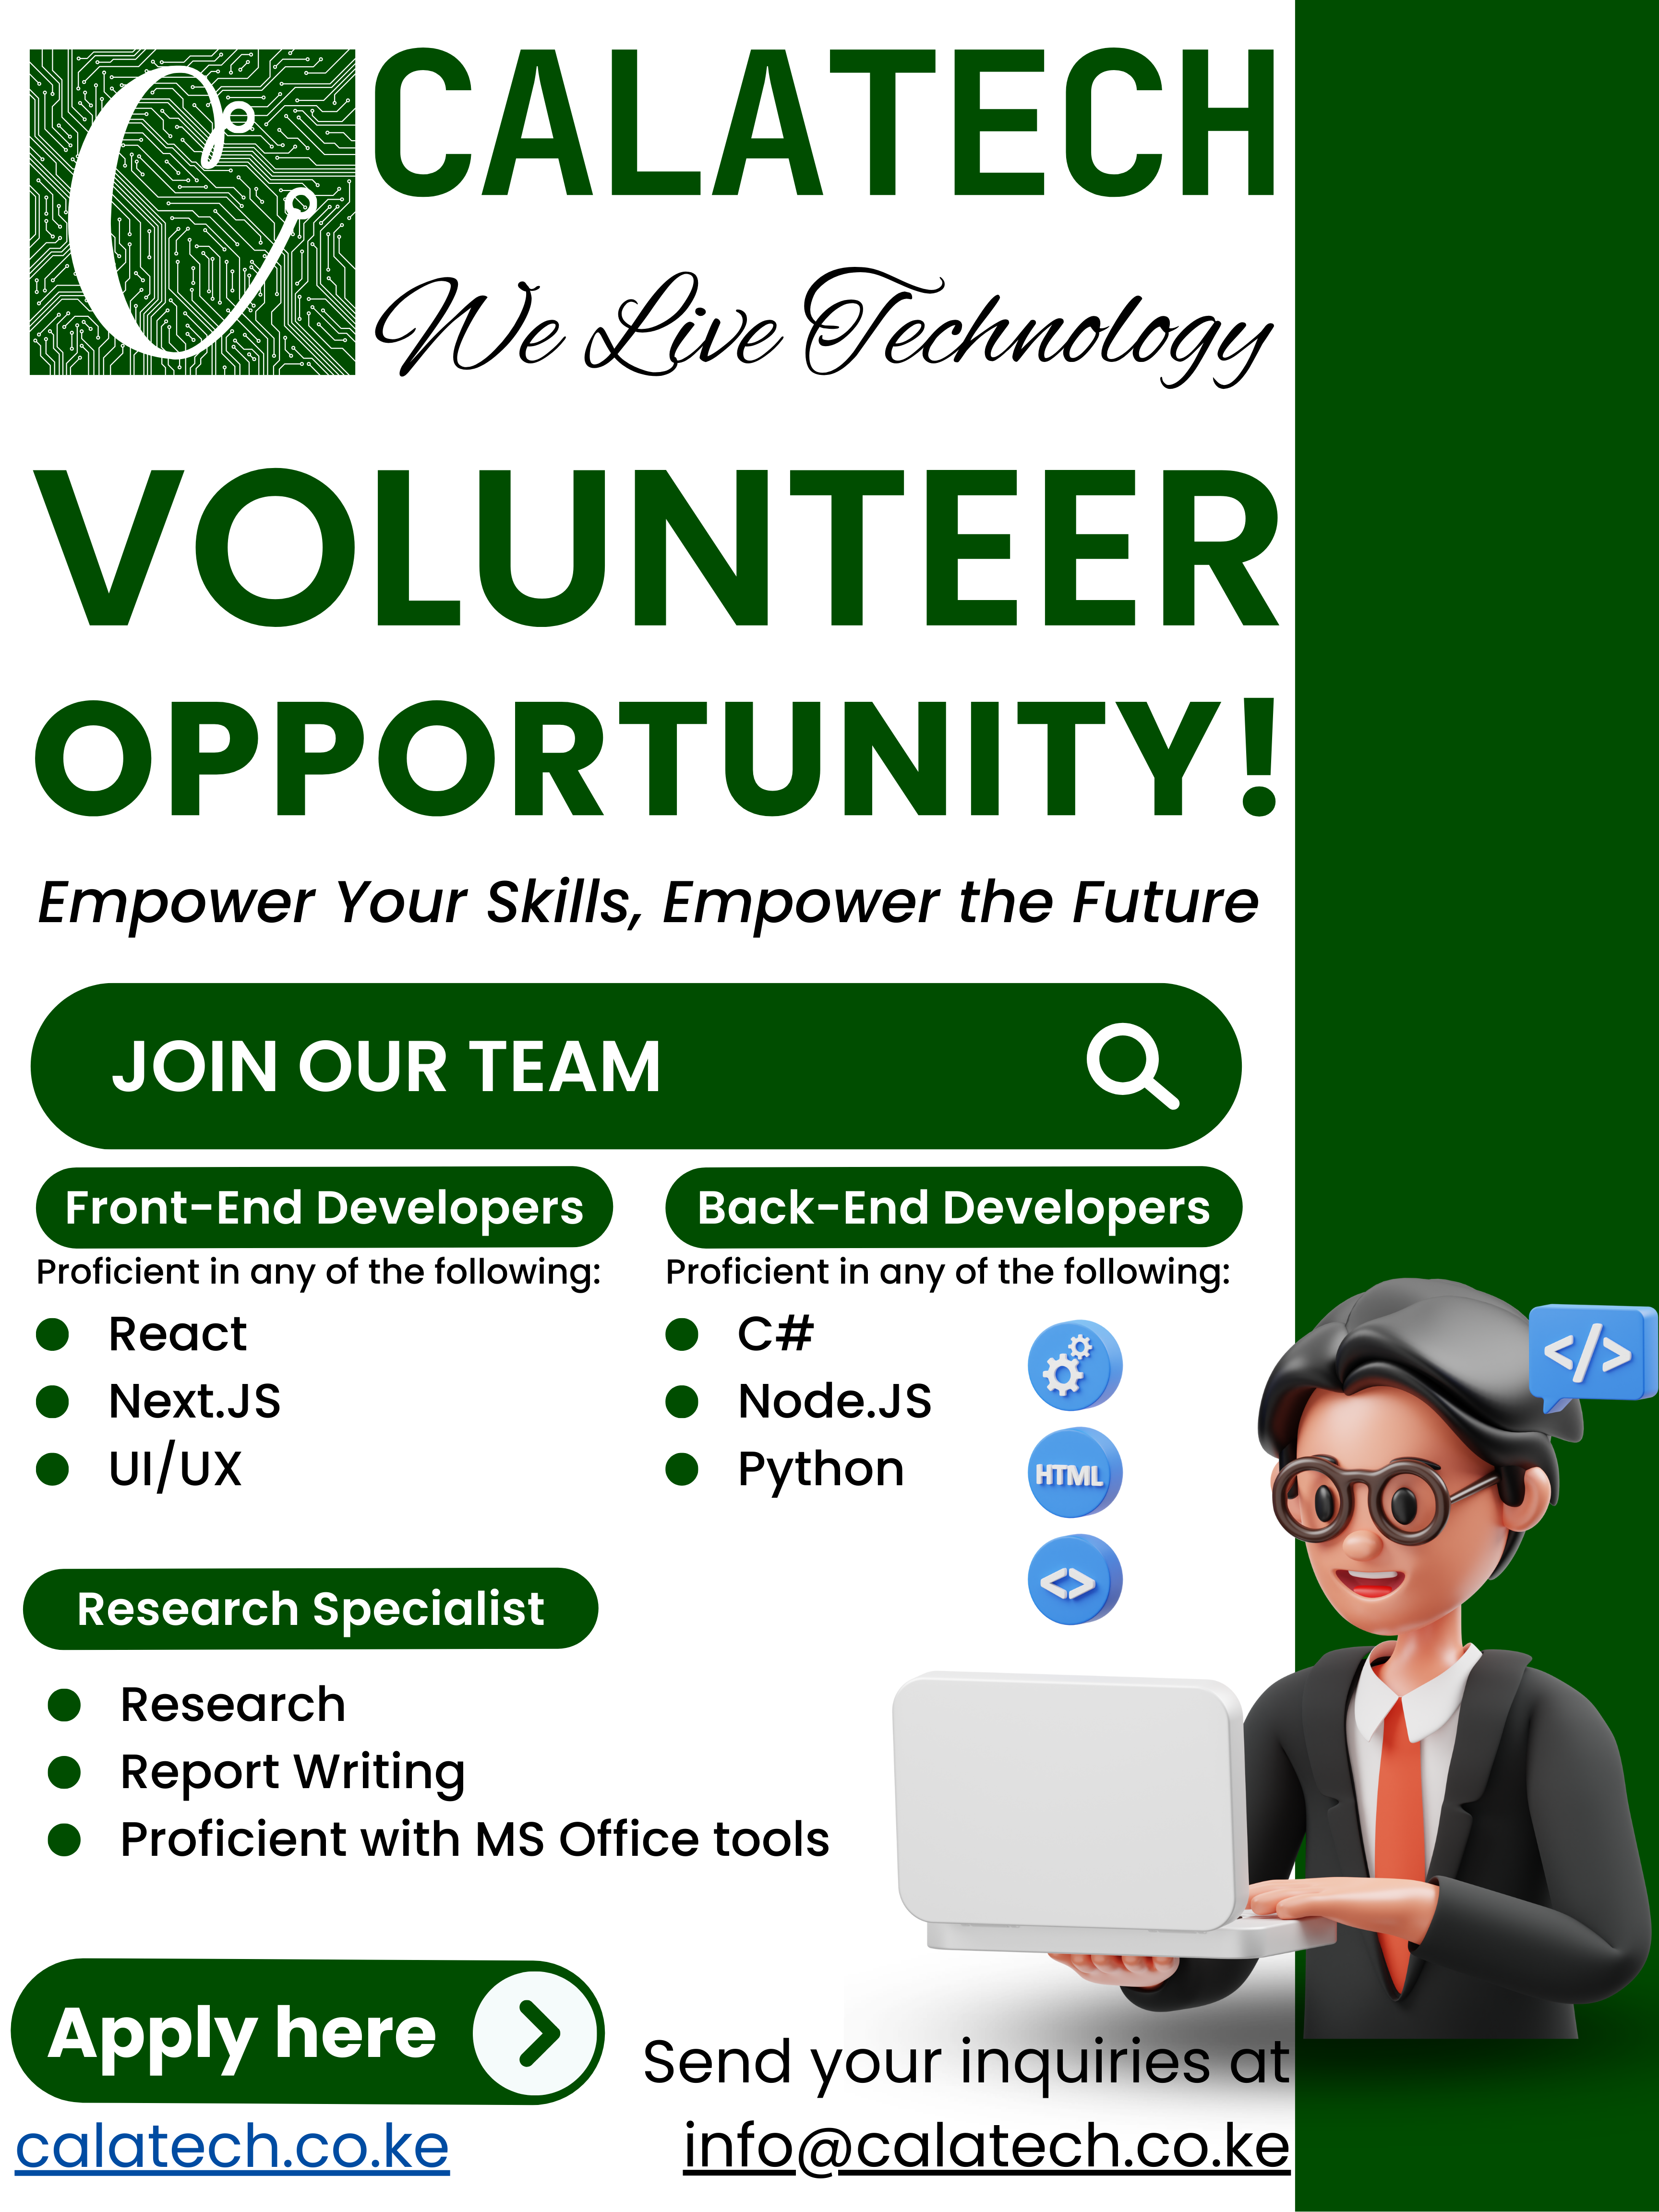 C
CALATECH
We Live Technology
VOLUNTEER
OPPORTUNITY!
Empower Your Skills, Empower the Future
JOIN OUR TEAM
Front-End Developers
Proficient in any of the following:
React
Next.JS
UI/UX
Back-End Developers
Proficient in any of the following:
C#
Node.JS
Python
HTML
<>
</>
Research Specialist
Research
Report Writing
Proficient with MS Office tools
Apply here
calatech.co.ke
Send your inquiries at
info@calatech.co.ke